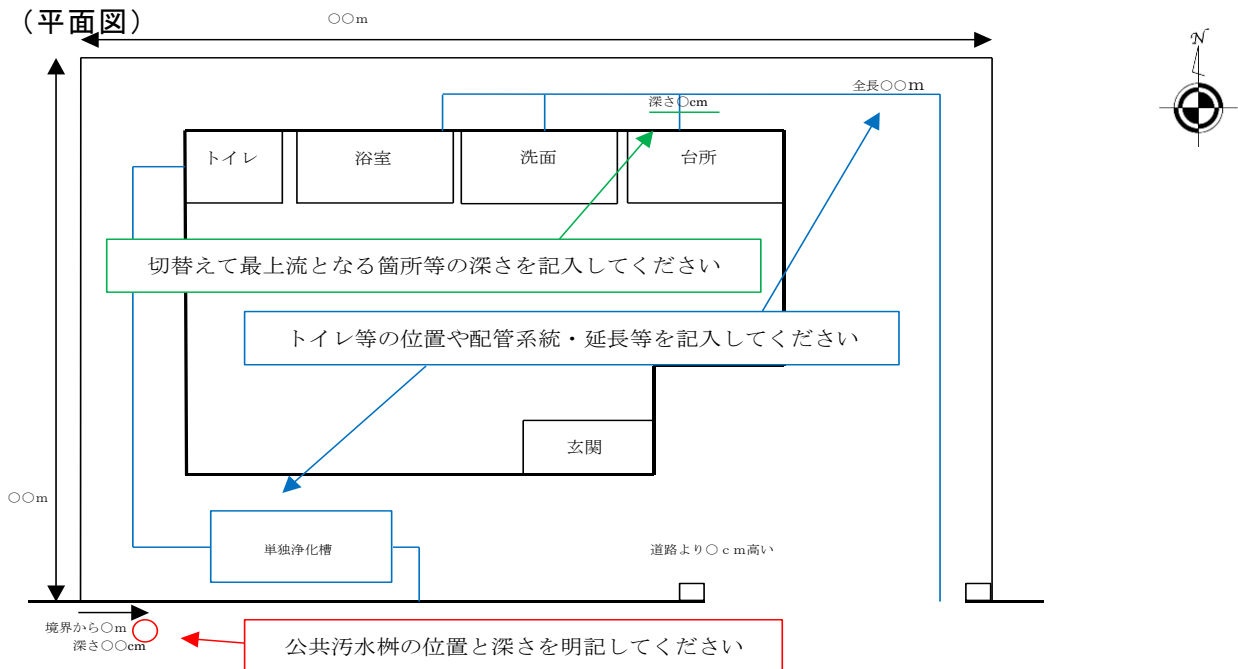 (平面図)
○○m
N
全長○○m
深さ○cm
トイレ
浴室
洗面
台所
切替えて最上流となる箇所等の深さを記入してください
トイレ等の位置や配管系統・延長等を記入してください
玄関
○○m
単独浄化槽
道路より○cm高い
境界から○m
深さ○○cm
公共汚水桝の位置と深さを明記してください